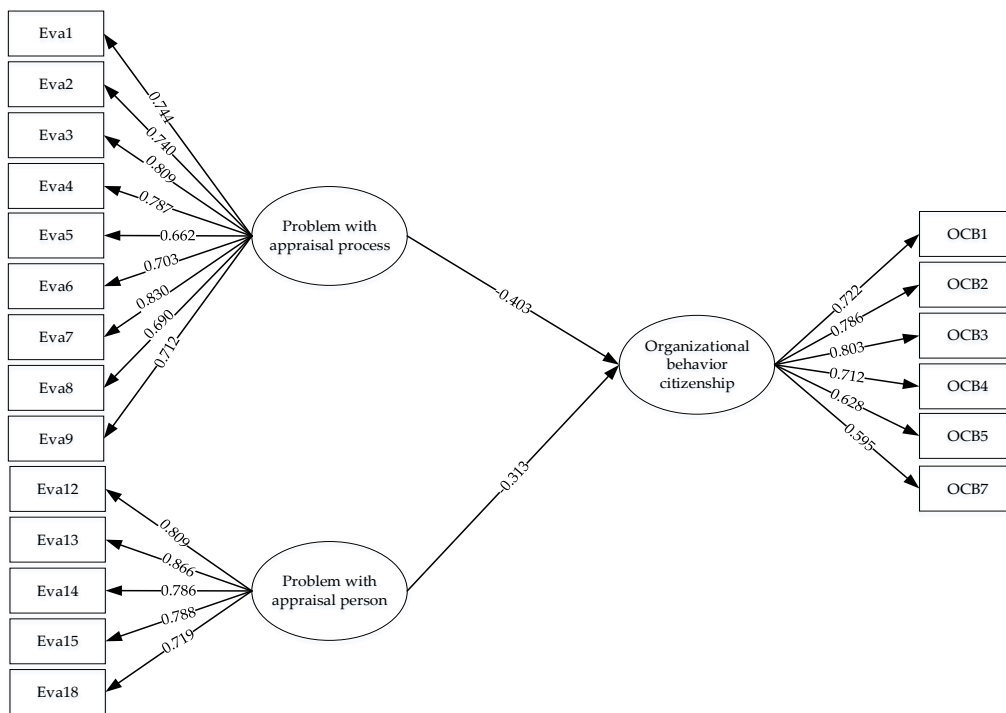 Eva1
Eva2
Eva3
Eva4
Eva5
Eva6
Eva7
Eva8
Eva9
Eva12
Eva13
Eva14
Eva15
Eva18
0.744
0.740
0.809
0.787
0.662
0.703
0.830
0.690
0.712
0.809
0.866
0.786
0.788
0.719
Problem with
appraisal process
Problem with
appraisal person
-0.403
-0.313
Organizational
behavior
citizenship
0.722
0.786
0.803
0.712
0.628
0.595
OCB1
OCB2
OCB3
OCB4
OCB5
OCB7